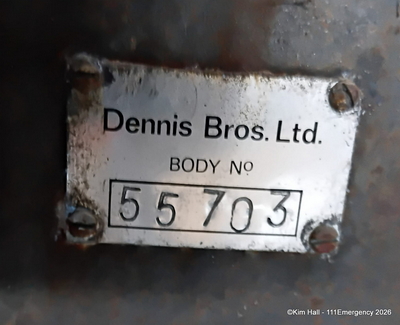 Dennis Bros. Ltd.
BODY Nº
55703
©Kim Hall - 111Emergency 2026